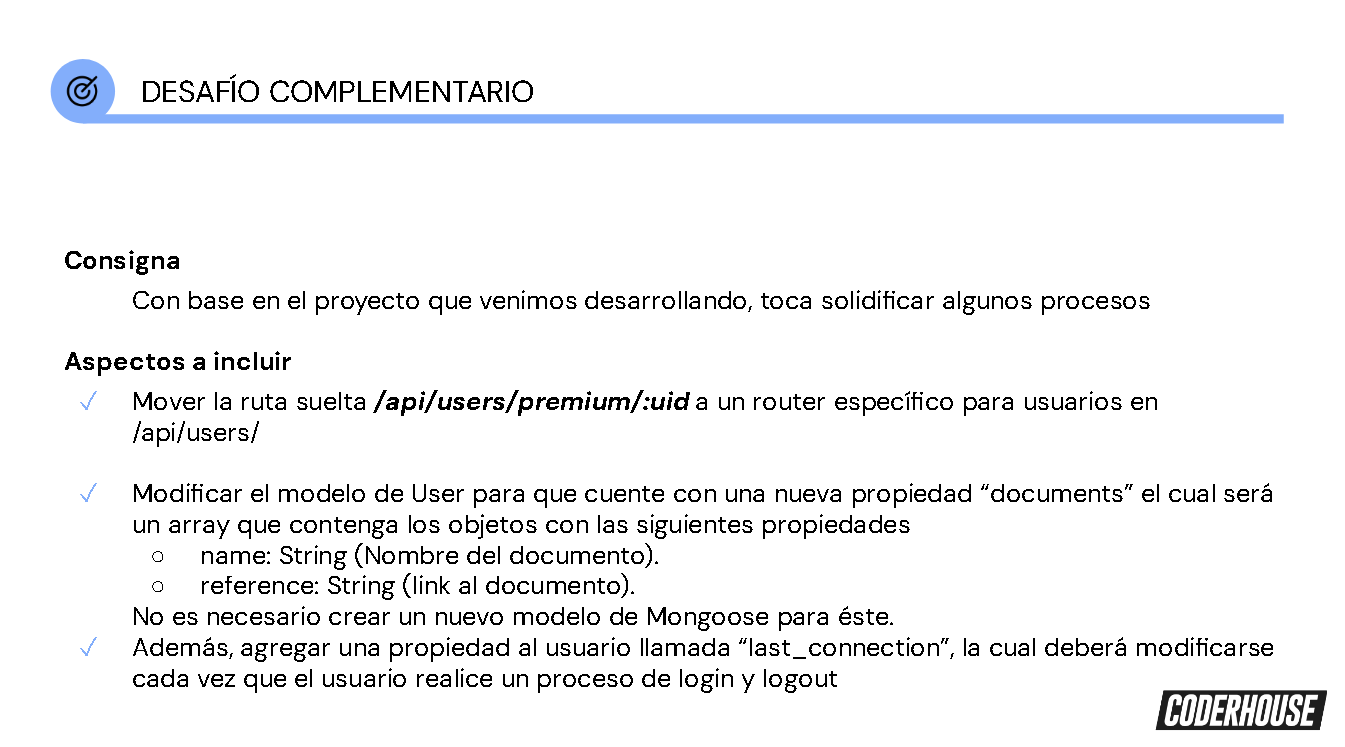 DESAFÍO COMPLEMENTARIO
Consigna
Con base en el proyecto que venimos desarrollando, toca solidificar algunos procesos
Aspectos a incluir
✓ Mover la ruta suelta /api/users/premium/:uid a un router específico para usuarios en
/api/users/
✓ Modificar el modelo de User para que cuente con una nueva propiedad “documents” el cual será
un array que contenga los objetos con las siguientes propiedades
○ name: String (Nombre del documento).
○ reference: String (link al documento).
No es necesario crear un nuevo modelo de Mongoose para éste.
✓ Además, agregar una propiedad al usuario llamada “last_connection”, la cual deberá modificarse
cada vez que el usuario realice un proceso de login y logout
CODERHOUSE